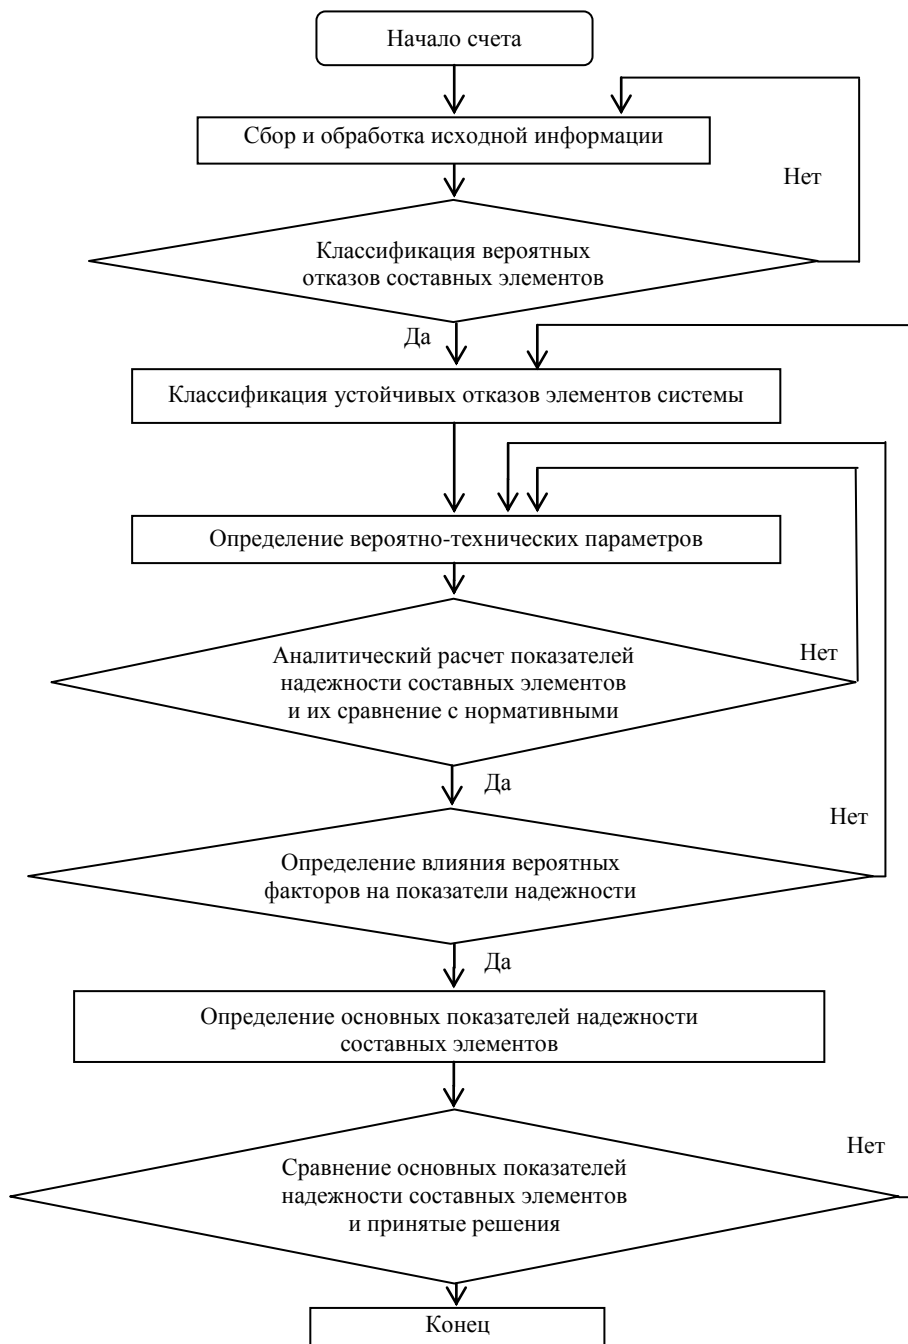 Начало счета
Сбор и обработка исходной информации
Нет
Классификация вероятных
отказов составных элементов
Да
Классификация устойчивых отказов элементов системы
Определение вероятно-технических параметров
Аналитический расчет показателей
надежности составных элементов
и их сравнение с нормативными
Нет
Да
Нет
Определение влияния вероятных
факторов на показатели надежности
Да
Определение основных показателей надежности
составных элементов
Нет
Сравнение основных показателей
надежности составных элементов
и принятые решения
Конец